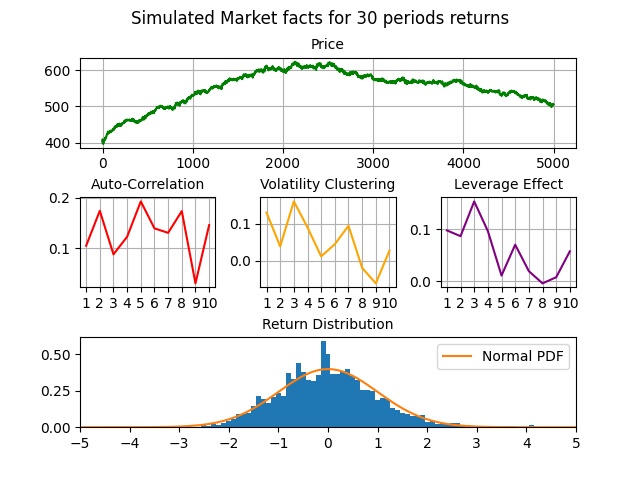 Simulated Market facts for 30 periods returns
Price
600
500
400
0 1000 2000 3000 4000 5000
Auto-Correlation
0.2
0.1
1 2 3 4 5 6 7 8 9 10
Volatility Clustering
0.1
0.0
1 2 3 4 5 6 7 8 9 10
Leverage Effect
0.1
0.0
1 2 3 4 5 6 7 8 9 10
Return Distribution
0.50
0.25
0.00
Normal PDF
−5 −4 −3 −2 −1 0 1 2 3 4 5